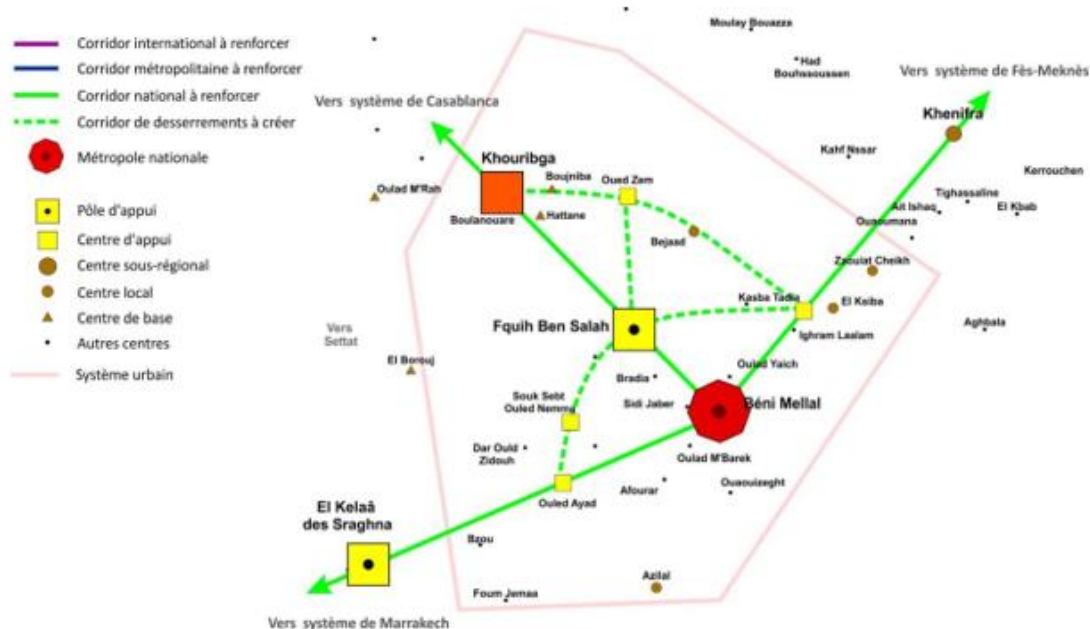 Corridor international à renforcer
Corridor métropolitaine à renforcer
Corridor national à renforcer
Corridor de desserrements à créer
Métropole nationale
Pôle d'appui
Centre d'appui
Centre sous-régional
Centre local
Centre de base
Autres centres
Système urbain
Moulay Bouazza
Had
Bouhssoussen
Vers système de Fès-Meknès
Vers système de Casablanca
Khenifra
Kahf Nssar
Kerrouchen
Khouribga
Boujniba
Oued Zem
Oulad M'Rah
Tighassaline
Ait Ishaq
El Kbab
Boulanouare
Hattane
Ouaoumana
Bejaad
Zaouiat Cheikh
Kasba Tadla
El Ksiba
Fquih Ben Salah
Ighram Laalam
Aghbala
Vers
Settat
El Borouj
Oulad Yaich
Bradia
Souk Sebt
Ouled Nemma
Sidi Jaber
Béni Mellal
Dar Ould
Zidouh
Oulad M'Barek
Afourar
Ouaouizeght
Ouled Ayad
El Kelaâ
des Sraghna
Bzou
Azilal
Foum Jemaa
Vers système de Marrakech